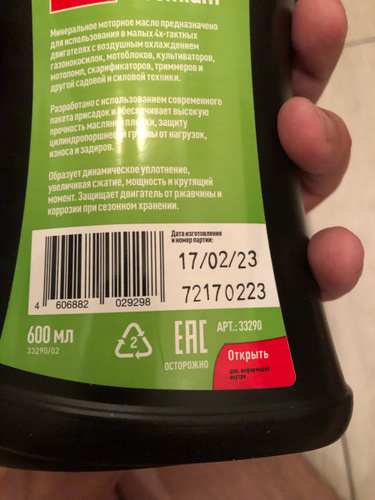 Минеральное моторное масло предназначено
для использования в малых 4х-тактных
двигателях с воздушным охлаждением
газонокосилок, мотоблоков, культиваторов,
мотопомп, скарификаторов, триммеров и
другой садовой и силовой техники.
Разработано с использованием современного
пакета присадок и обеспечивает высокую
прочность масляной пленки, защиту
цилиндропоршневой группы от нагрузок,
износа и задиров.
Образует динамическое уплотнение,
увеличивая сжатие, мощность и крутящий
момент. Защищает двигатель от ржавчины и
коррозии при сезонном хранении.
Дата изготовления
и номер партии:
17/02/23
72170223
4 606882 029298
600 мл
33290/02
2
ЕАС
ОСТОРОЖНО
АРТ.: 33290
Открыть
доп. информация
внутри